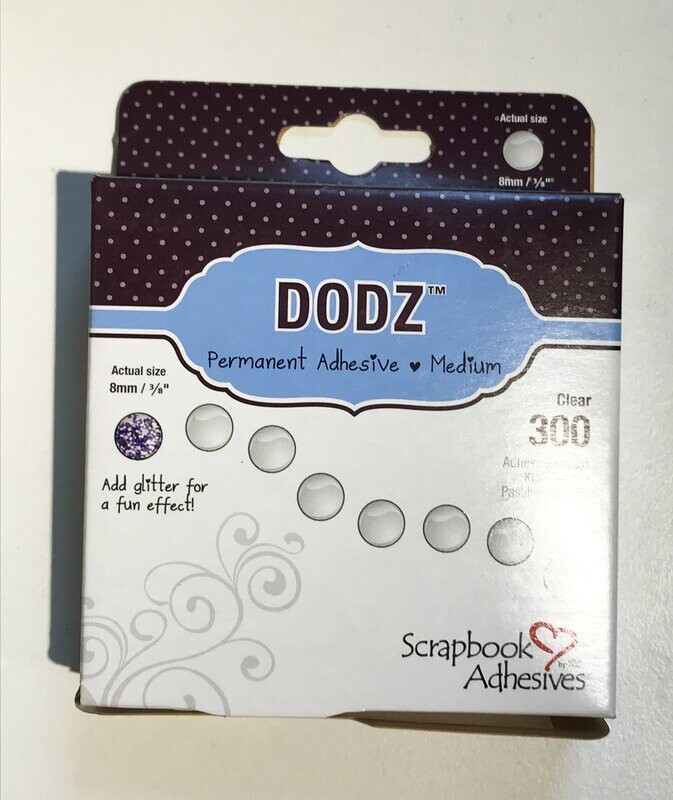 Actual size
8mm / 3/8"
DODZ™
Permanent Adhesive ♥ Medium
Actual size
8mm / 3/8"
Clear
300
Add glitter for
a fun effect!
Scrapbook
Adhesives